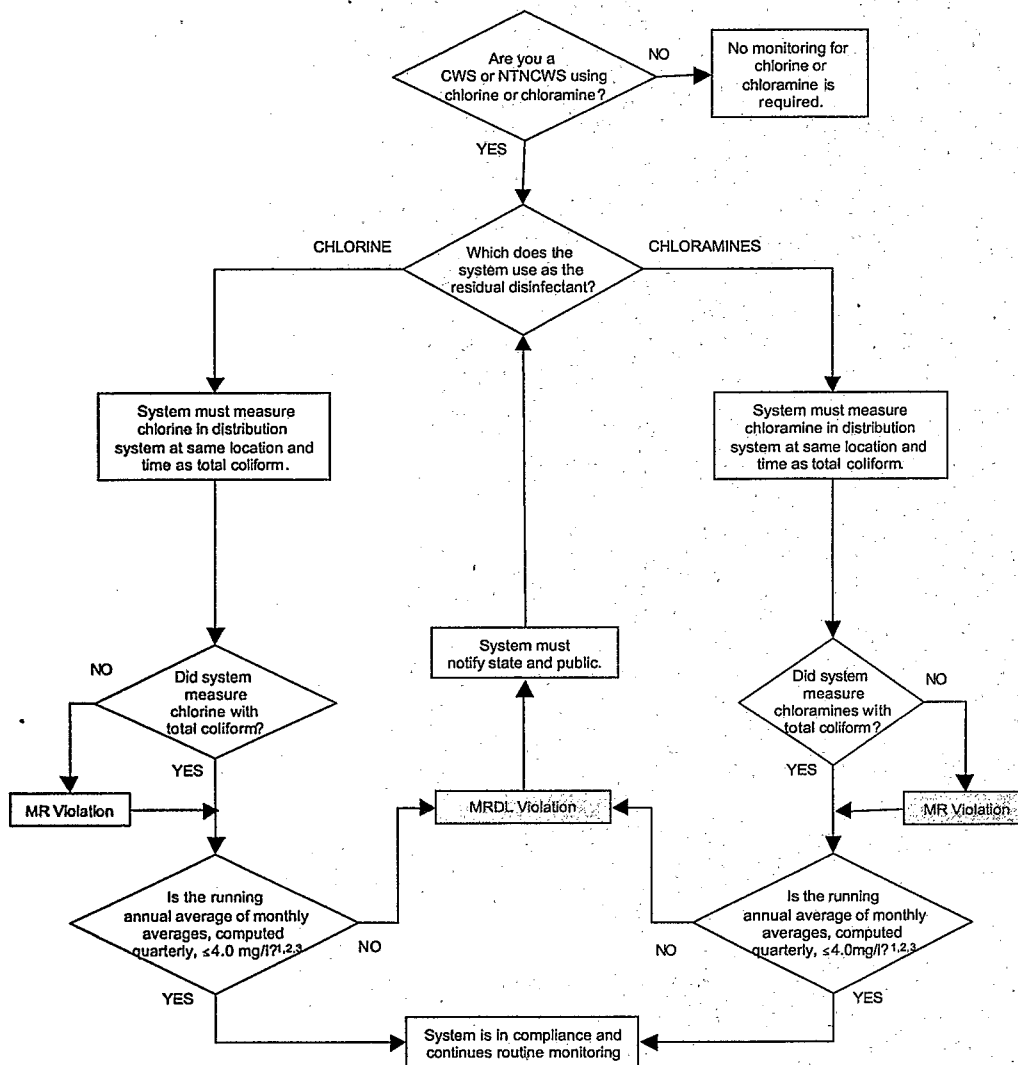 Are you a
CWS or NTNCWS using
chlorine or chloramine?
NO
No monitoring for
chlorine or
chloramine is
required.
YES
CHLORINE
Which does the
system use as the
residual disinfectant?
CHLORAMINES
System must measure
chlorine in distribution
system at same location and
time as total coliform.
System must measure
chloramine in distribution
system at same location and
time as total coliform.
System must
notify state and public.
NO
Did system
measure
chlorine with
total coliform?
YES
Did system
measure
chloramines with
total coliform?
NO
YES
MR Violation
MRDL Violation
MR Violation
Is the running
annual average of monthly
averages, computed
quarterly, ≤4.0 mg/l?1,2,3
NO
YES
Is the running
annual average of monthly
averages, computed
quarterly, ≤4.0mg/l?1,2,3
NO
YES
System is in compliance and
continues routine monitoring